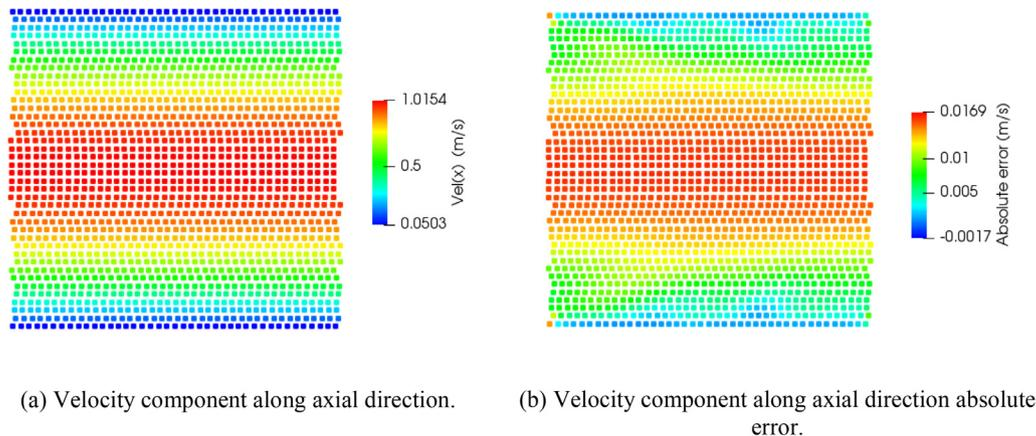 1.0154
0.5
0.0503
Vel(x) (m/s)
0.0169
0.01
0.005
-0.0017
Absolute error (m/s)
(a) Velocity component along axial direction.
(b) Velocity component along axial direction absolute
error.